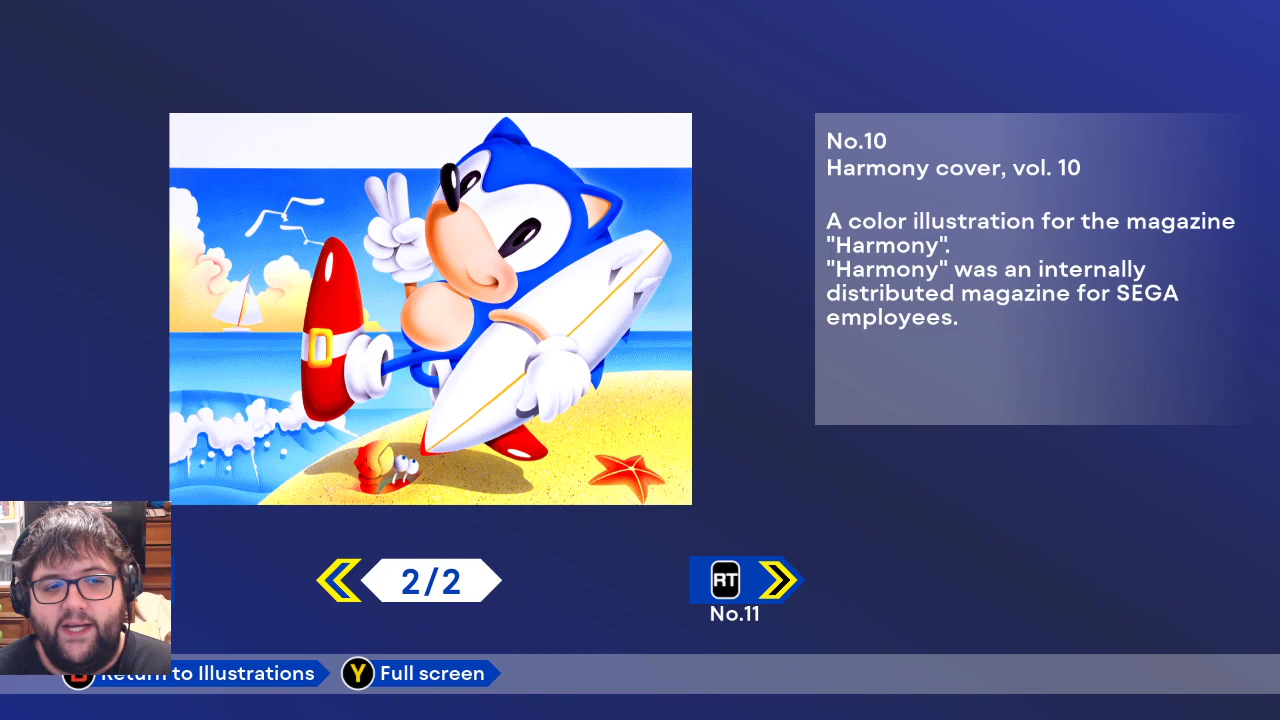 No.10
Harmony cover, vol. 10
A color illustration for the magazine
"Harmony".
"Harmony" was an internally
distributed magazine for SEGA
employees.
2/2
RT
No.11
B Return to Illustrations
Y Full screen